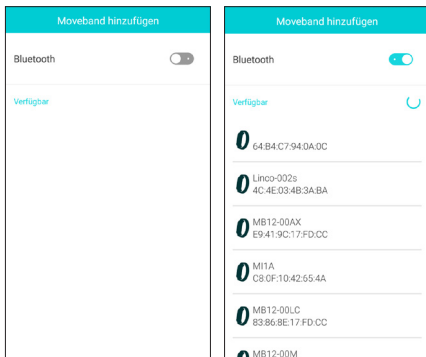 Moveband hinzufügen
Bluetooth
Verfügbar
Moveband hinzufügen
Bluetooth
Verfügbar
64:B4:C7:94:0A:0C
Linco-002s
4C:4E:03:4B:3A:BA
MB12-00AX
E9:41:9C:17:FD:CC
MI1A
C8:0F:10:42:65:4A
MB12-00LC
83:86:8E:17:FD:CC
MB12-00M